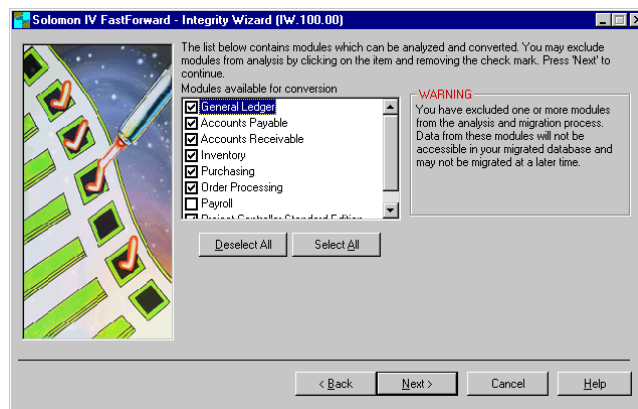 Solomon IV FastForward - Integrity Wizard (IW.100.00)
The list below contains modules which can be analyzed and converted. You may exclude
modules from analysis by clicking on the item and removing the check mark. Press 'Next' to
continue.
Modules available for conversion
General Ledger
Accounts Payable
Accounts Receivable
Inventory
Purchasing
Order Processing
Payroll
Project Controller Standard Edition
WARNING
You have excluded one or more modules
from the analysis and migration process.
Data from these modules will not be
accessible in your migrated database and
may not be migrated at a later time.
Deselect All
Select All
< Back
Next >
Cancel
Help